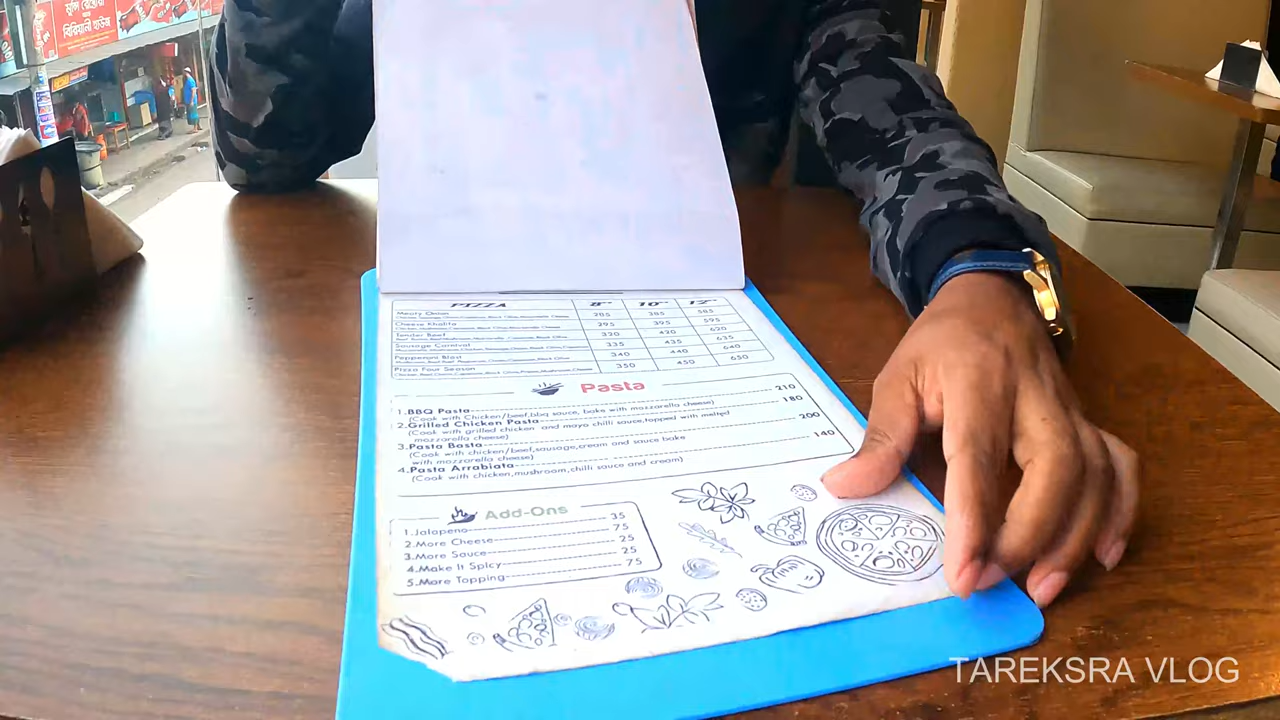 মুন্সি রেস্তোরা
বিরিয়ানী হাউজ
PIZZA 8" 10" 12"
Meaty Onion 285 385 585
Cheese Khalifa 295 395 595
Tender Beef 320 420 620
Sausage Carnival 335 435 635
Pepperoni Blou 340 440 640
Pizza Four Season 350 450 650
Pasta
1.BBQ Pasta 210
(Cook with Chicken/beef,bbq sauce, bake with mozzarella cheese)
2.Grilled Chicken Pasta 180
(Cook with grilled chicken and mayo chilli sauce,topped with melted
mozzarella cheese)
3.Pasta Basta 200
(Cook with chicken/beef,sausage,cream and sauce bake
with mozzarella cheese)
4.Pasta Arrabiata 140
(Cook with chicken,mushroom,chilli sauce and cream)
Add-Ons
1.Jalapeno 35
2.More Cheese 75
3.More Sauce 25
4.Make It Spicy 25
5.More Topping 75
TAREKSRA VLOG